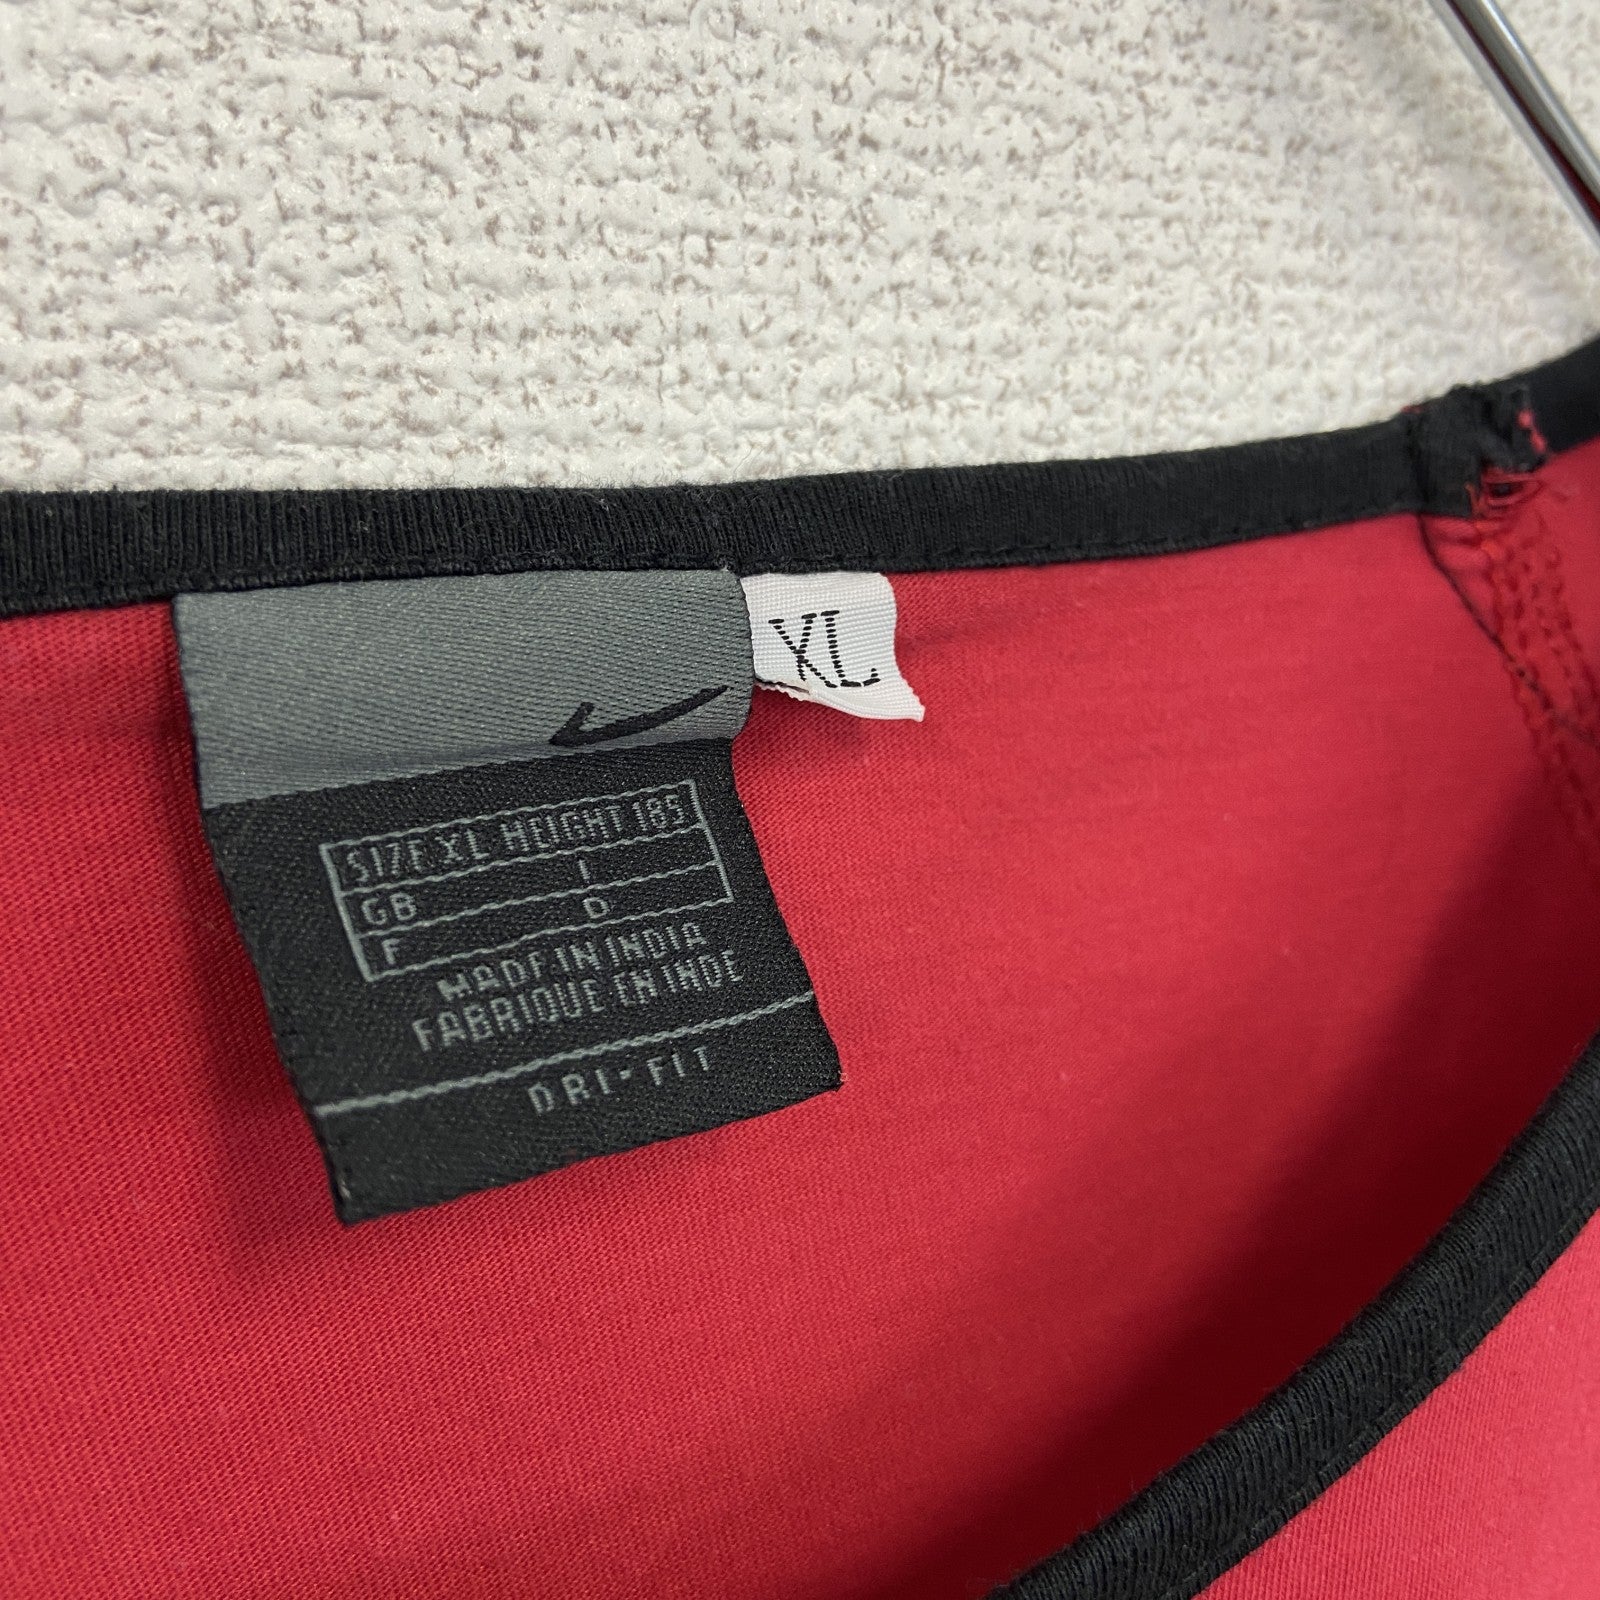 XL
SIZE XL HEIGHT 185
GB I
F D
MADE IN INDIA
FABRIQUE EN INDE
DRI·FIT